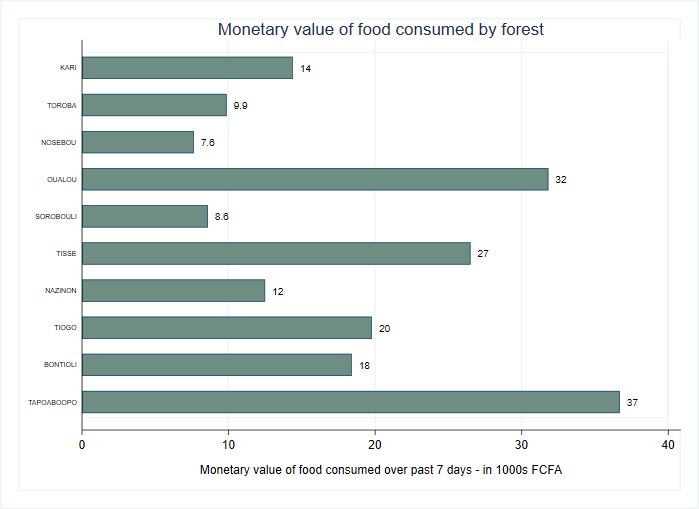 Monetary value of food consumed by forest
KARI 14
TOROBA 9.9
NOSEBOU 7.6
OUALOU 32
SOROBOULI 8.6
TISSE 27
NAZINON 12
TIOGO 20
BONTIOLI 18
TAPOABOOPO 37
0 10 20 30 40
Monetary value of food consumed over past 7 days - in 1000s FCFA